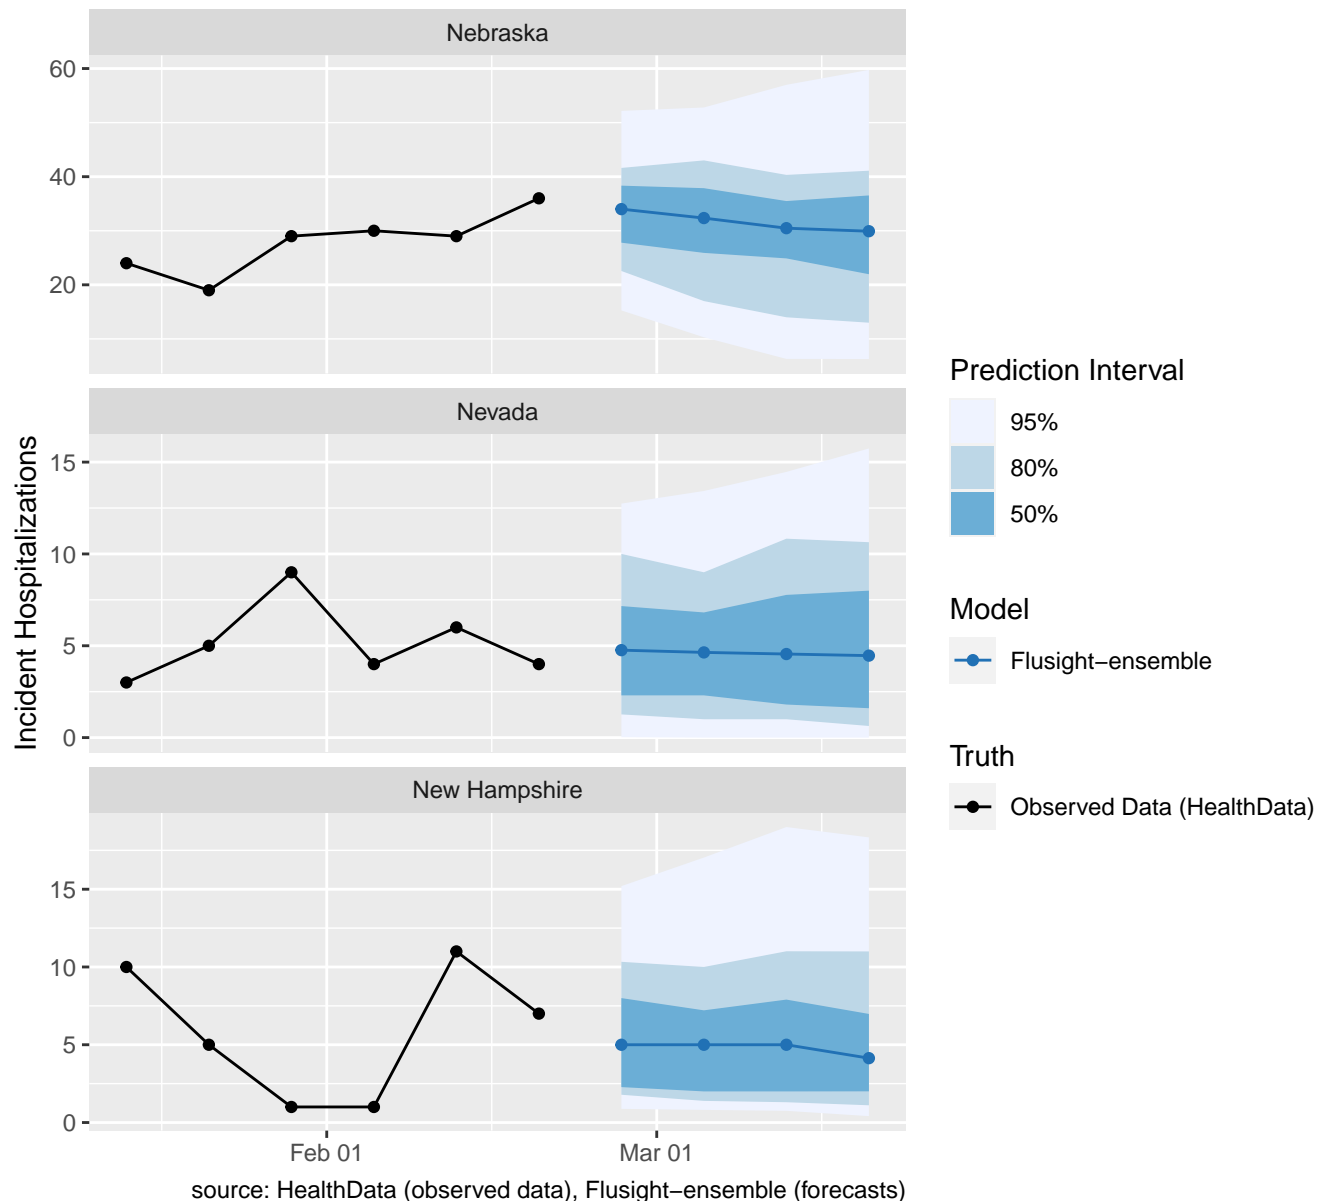 Nebraska
60
40
20
Nevada
15
10
5
0
New Hampshire
15
10
5
0
Feb 01
Mar 01
Incident Hospitalizations
source: HealthData (observed data), Flusight−ensemble (forecasts)
Prediction Interval
95%
80%
50%
Model
Flusight−ensemble
Truth
Observed Data (HealthData)